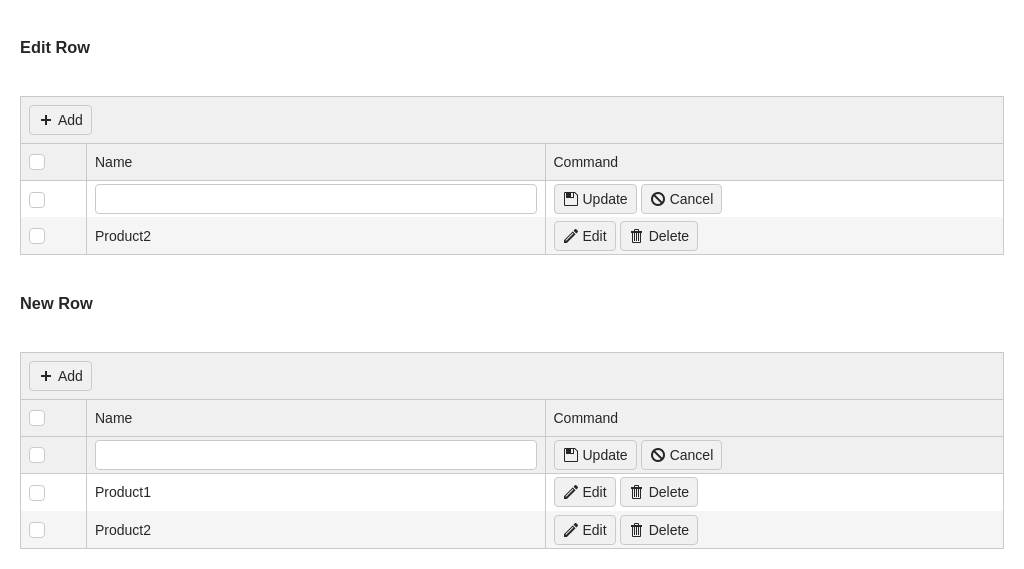 Edit Row
Add
Name Command
Update Cancel
Product2 Edit Delete
New Row
Add
Name Command
Update Cancel
Product1 Edit Delete
Product2 Edit Delete